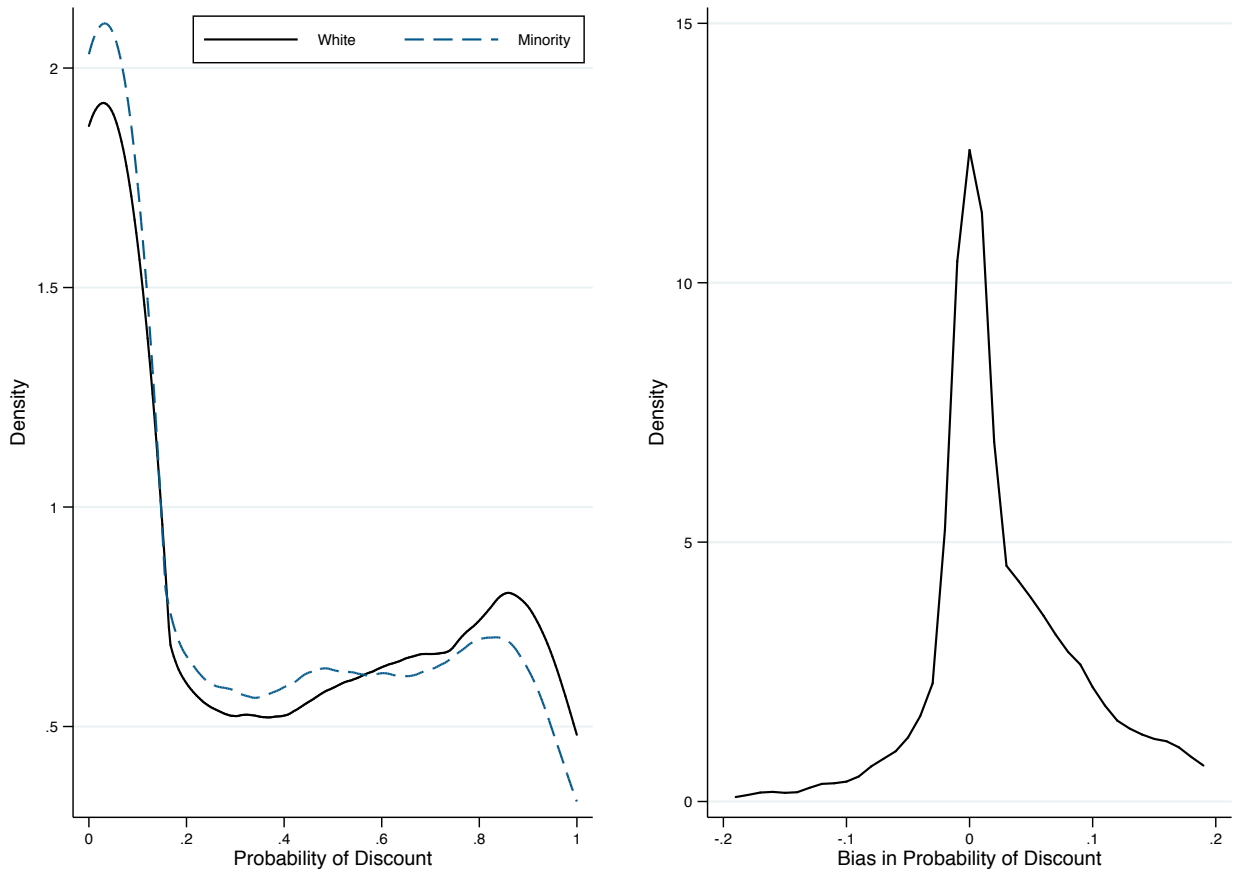 White Minority
2
1.5
1
.5
Density
0 .2 .4 .6 .8 1
Probability of Discount
15
10
5
0
Density
-.2 -.1 0 .1 .2
Bias in Probability of Discount